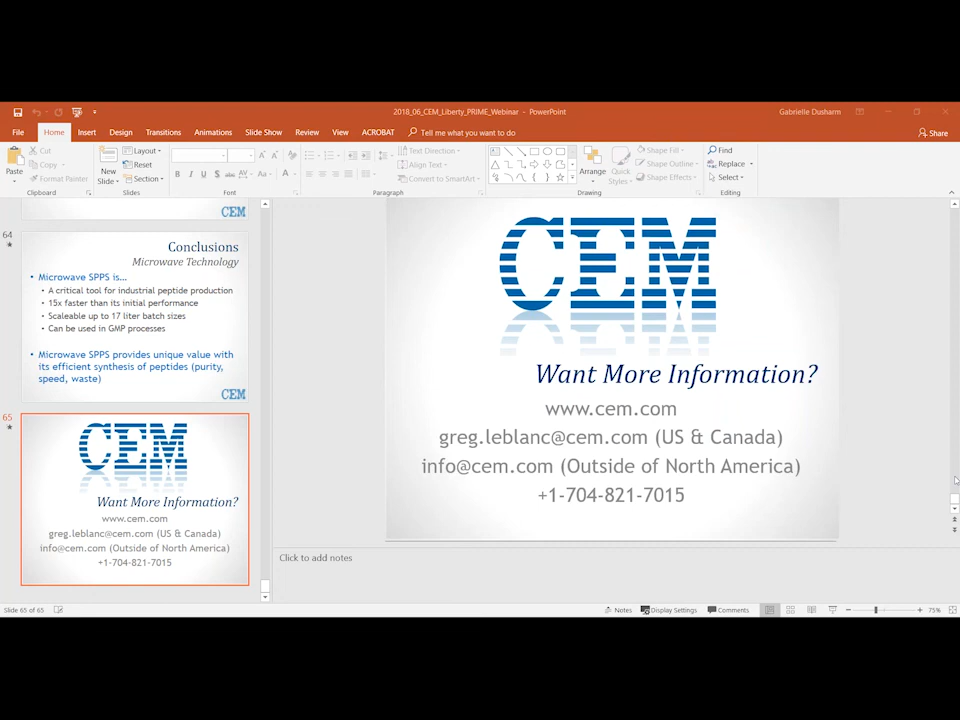 2018_06_CEM_Liberty_PRIME_Webinar - PowerPoint
Gabrielle Dusharm
File Home Insert Design Transitions Animations Slide Show Review View ACROBAT Tell me what you want to do
Share
Paste
Cut
Copy
Format Painter
Clipboard
New
Slide
Layout
Reset
Section
Slides
Font
Text Direction
Align Text
Convert to SmartArt
Paragraph
Arrange
Quick
Styles
Shape Fill
Shape Outline
Shape Effects
Drawing
Find
Replace
Select
Editing
CEM
64
Conclusions
Microwave Technology
• Microwave SPPS is...
• A critical tool for industrial peptide production
• 15x faster than its initial performance
• Scaleable up to 17 liter batch sizes
• Can be used in GMP processes
• Microwave SPPS provides unique value with
its efficient synthesis of peptides (purity,
speed, waste)
CEM
65
CEM
Want More Information?
www.cem.com
greg.leblanc@cem.com (US & Canada)
info@cem.com (Outside of North America)
+1-704-821-7015
CEM
Want More Information?
www.cem.com
greg.leblanc@cem.com (US & Canada)
info@cem.com (Outside of North America)
+1-704-821-7015
Click to add notes
Slide 65 of 65
Notes Display Settings Comments 75%